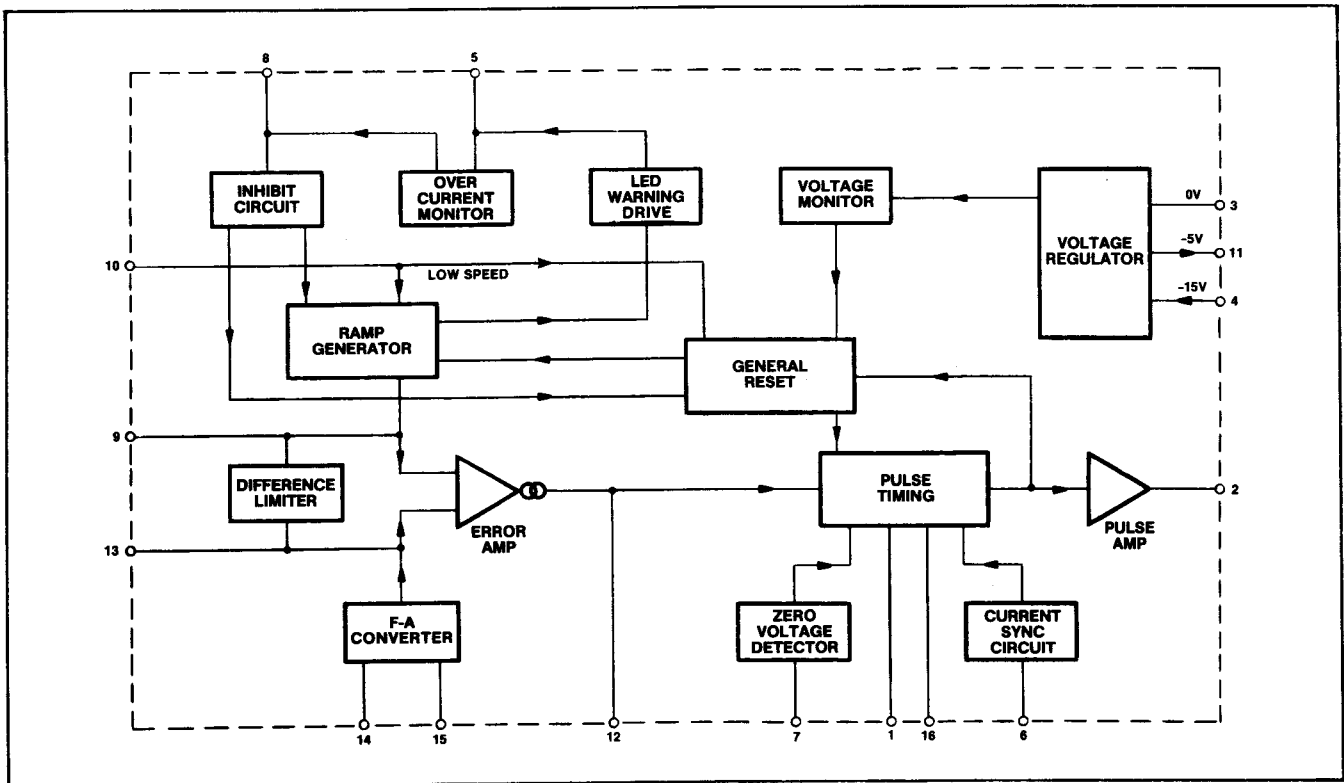 8
5
INHIBIT
CIRCUIT
OVER
CURRENT
MONITOR
LED
WARNING
DRIVE
VOLTAGE
MONITOR
VOLTAGE
REGULATOR
0V
3
-5V
11
-15V
4
10
LOW SPEED
RAMP
GENERATOR
GENERAL
RESET
9
DIFFERENCE
LIMITER
13
ERROR
AMP
PULSE
TIMING
PULSE
AMP
2
F-A
CONVERTER
ZERO
VOLTAGE
DETECTOR
CURRENT
SYNC
CIRCUIT
14
15
12
7
1
16
6